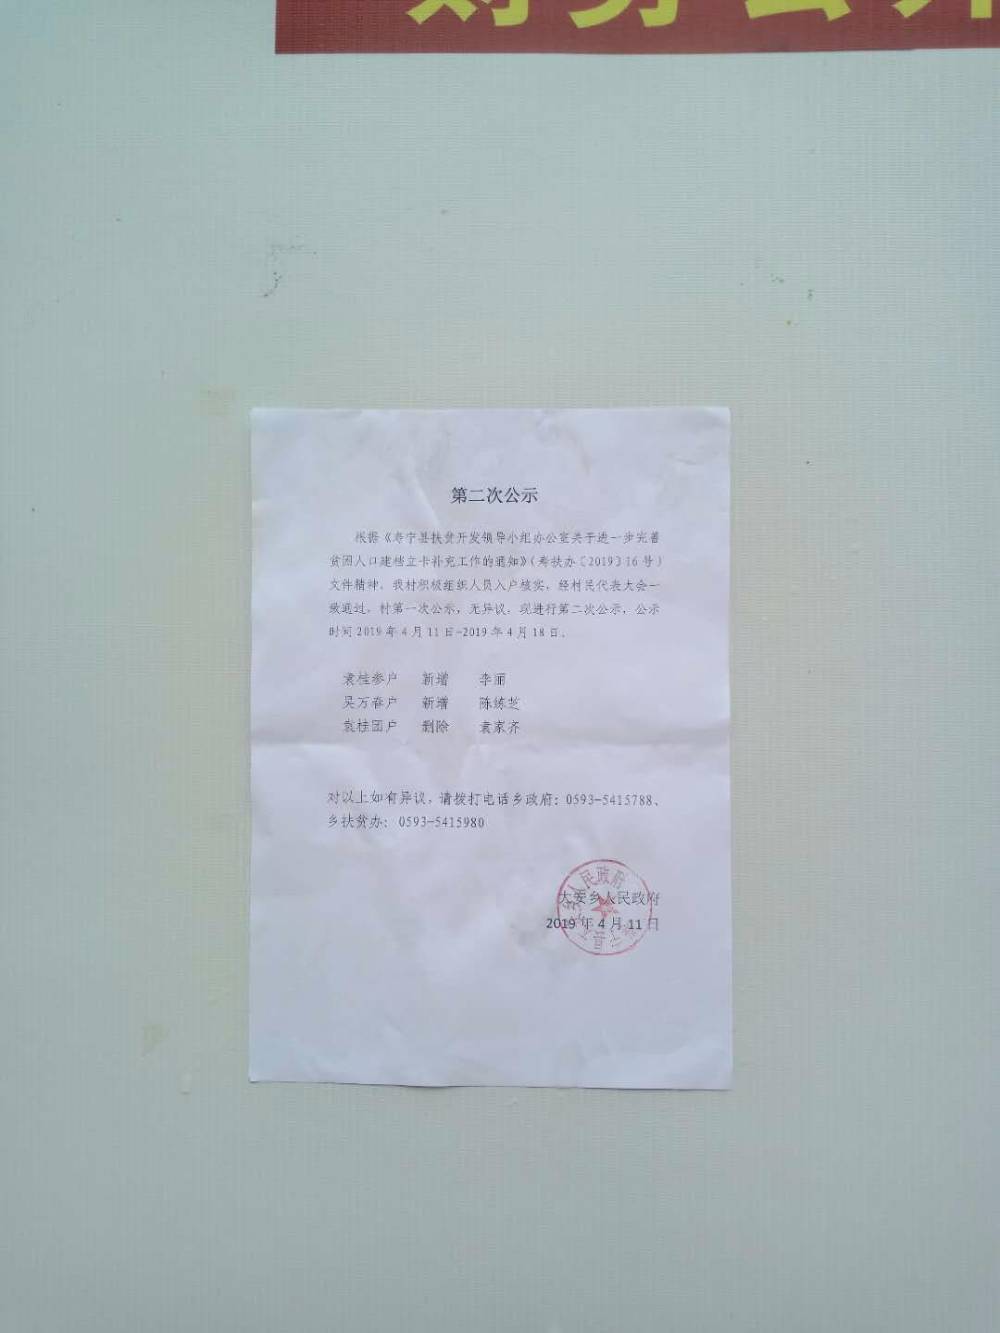 财务公开
第二次公示
根据《寿宁县扶贫开发领导小组办公室关于进一步完善
贫困人口建档立卡补充工作的通知》（寿扶办〔2019〕16号）
文件精神，我村积极组织人员入户核实，经村民代表大会一
致通过，村第一次公示，无异议，现进行第二次公示，公示
时间2019年4月11日-2019年4月18日。
袁桂参户 新增 李丽
吴万春户 新增 陈练芝
袁桂团户 删除 袁家齐
对以上如有异议，请拨打电话乡政府：0593-5415788、
乡扶贫办：0593-5415980
大安乡人民政府
2019年4月11日